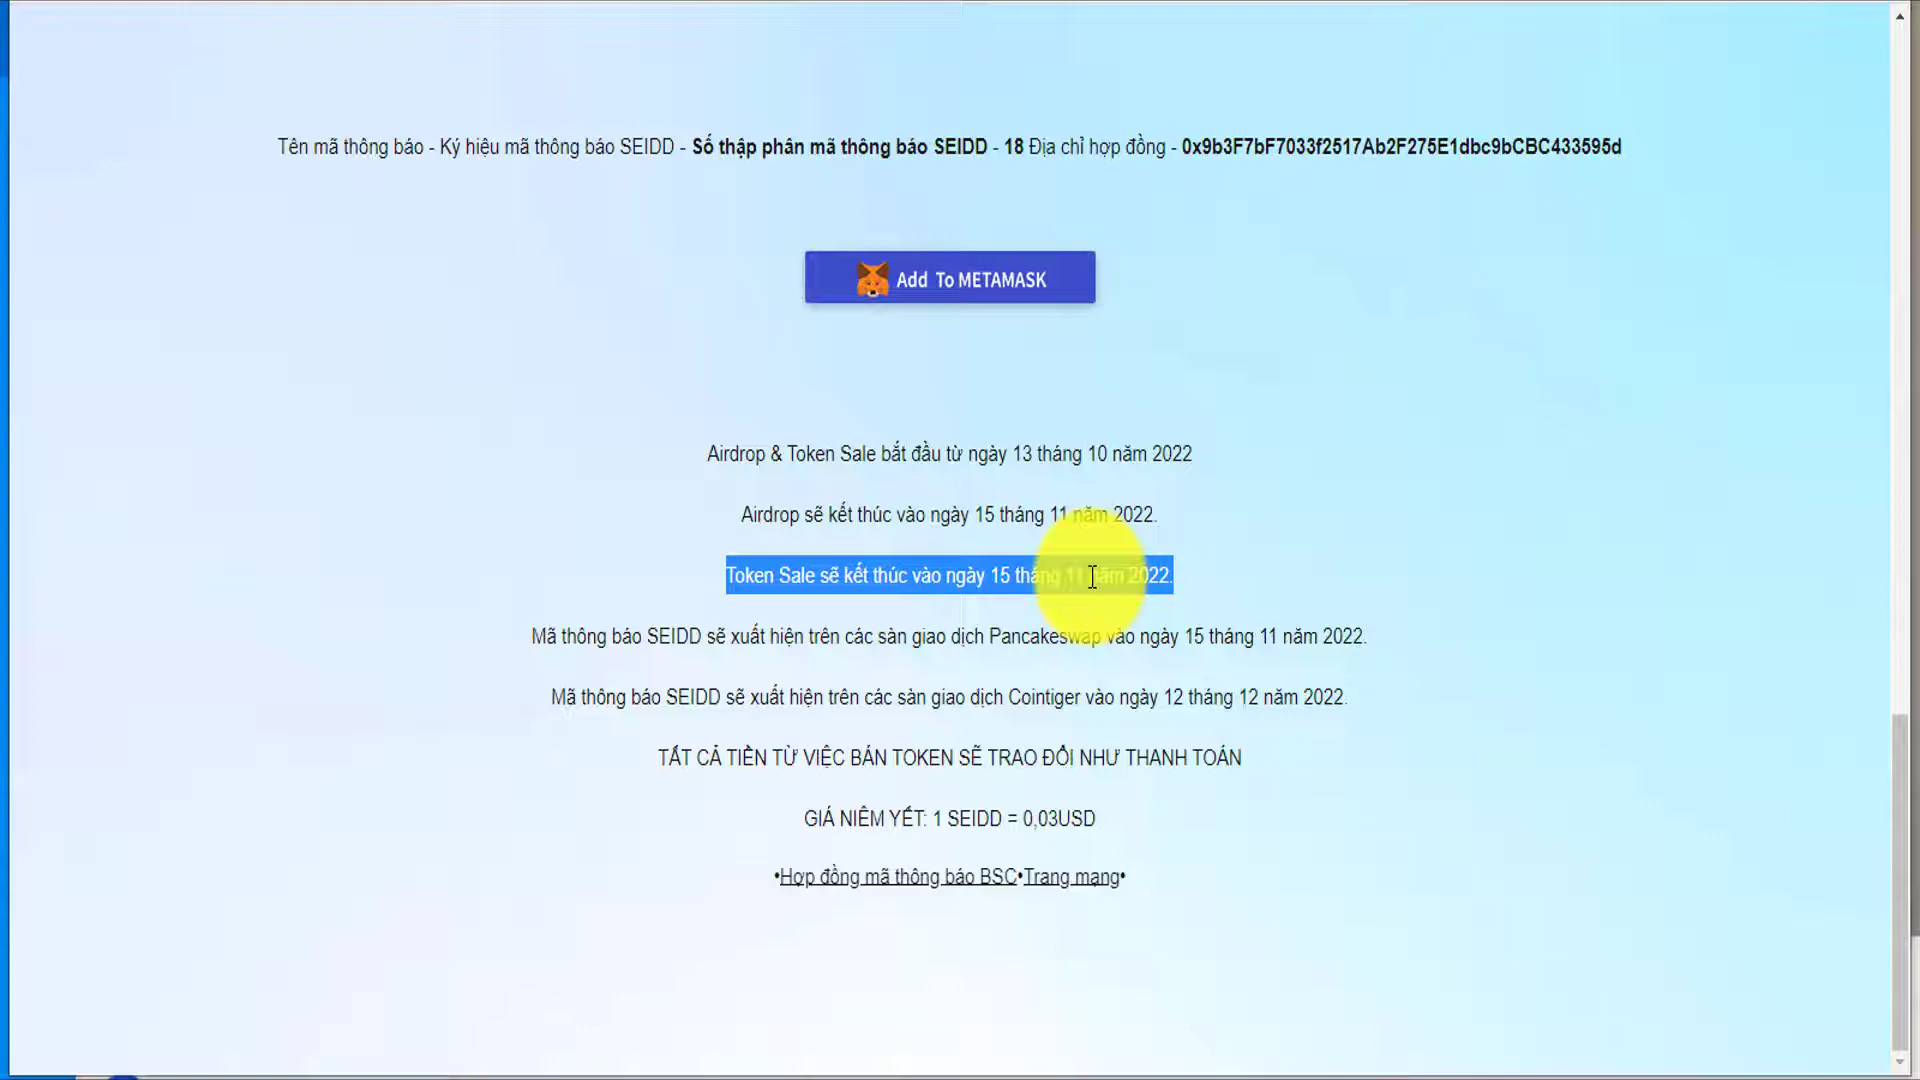 Tên mã thông báo - Ký hiệu mã thông báo SEIDD - Số thập phân mã thông báo SEIDD - 18 Địa chỉ hợp đồng - 0x9b3F7bF7033f2517Ab2F275E1dbc9bCBC433595d
Add To METAMASK
Airdrop & Token Sale bắt đầu từ ngày 13 tháng 10 năm 2022
Airdrop sẽ kết thúc vào ngày 15 tháng 11 năm 2022.
Token Sale sẽ kết thúc vào ngày 15 tháng 11 năm 2022.
Mã thông báo SEIDD sẽ xuất hiện trên các sàn giao dịch Pancakeswap vào ngày 15 tháng 11 năm 2022.
Mã thông báo SEIDD sẽ xuất hiện trên các sàn giao dịch Cointiger vào ngày 12 tháng 12 năm 2022.
TẤT CẢ TIỀN TỪ VIỆC BÁN TOKEN SẼ TRAO ĐỔI NHƯ THANH TOÁN
GIÁ NIÊM YẾT: 1 SEIDD = 0,03USD
•Hợp đồng mã thông báo BSC•Trang mạng•